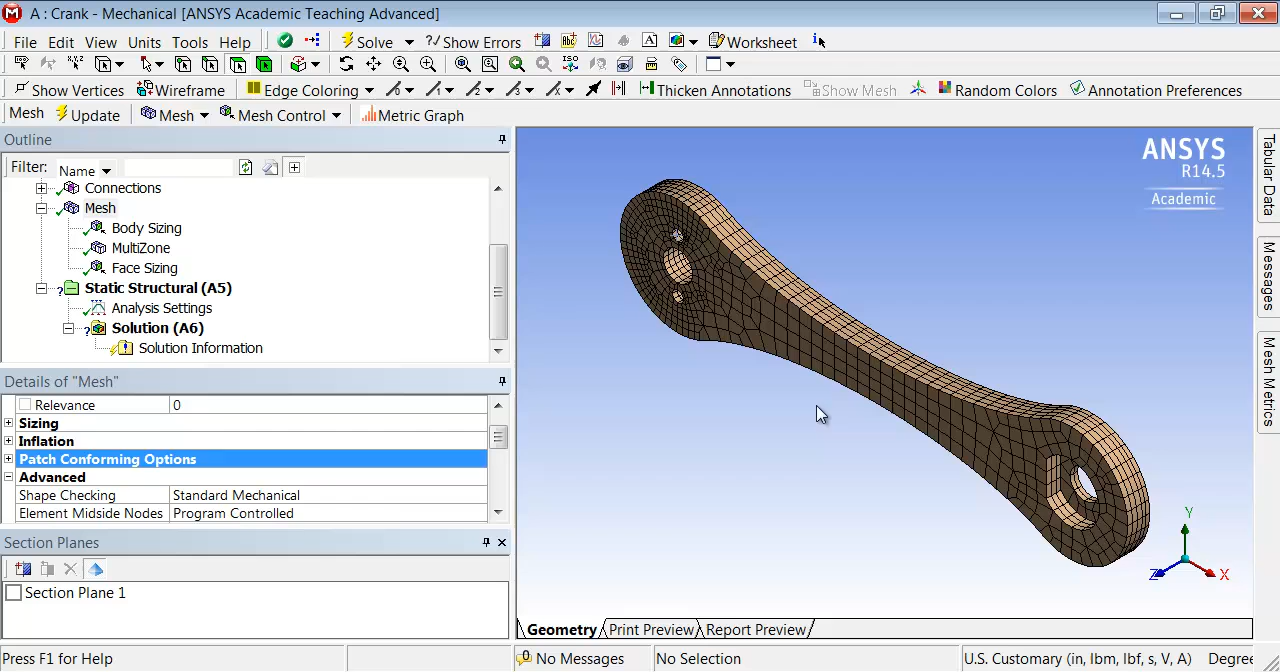 A : Crank - Mechanical [ANSYS Academic Teaching Advanced]
File Edit View Units Tools Help Solve Show Errors Worksheet
Show Vertices Wireframe Edge Coloring Thicken Annotations Show Mesh Random Colors Annotation Preferences
Mesh Update Mesh Mesh Control Metric Graph
Outline
Filter: Name
Connections
Mesh
Body Sizing
MultiZone
Face Sizing
Static Structural (A5)
Analysis Settings
Solution (A6)
Solution Information
Details of "Mesh"
Relevance 0
Sizing
Inflation
Patch Conforming Options
Advanced
Shape Checking Standard Mechanical
Element Midside Nodes Program Controlled
Section Planes
Section Plane 1
ANSYS
R14.5
Academic
Y
Z
X
Tabular Data
Messages
Mesh Metrics
Geometry Print Preview Report Preview
Press F1 for Help
0 No Messages No Selection U.S. Customary (in, lbm, lbf, s, V, A) Degree